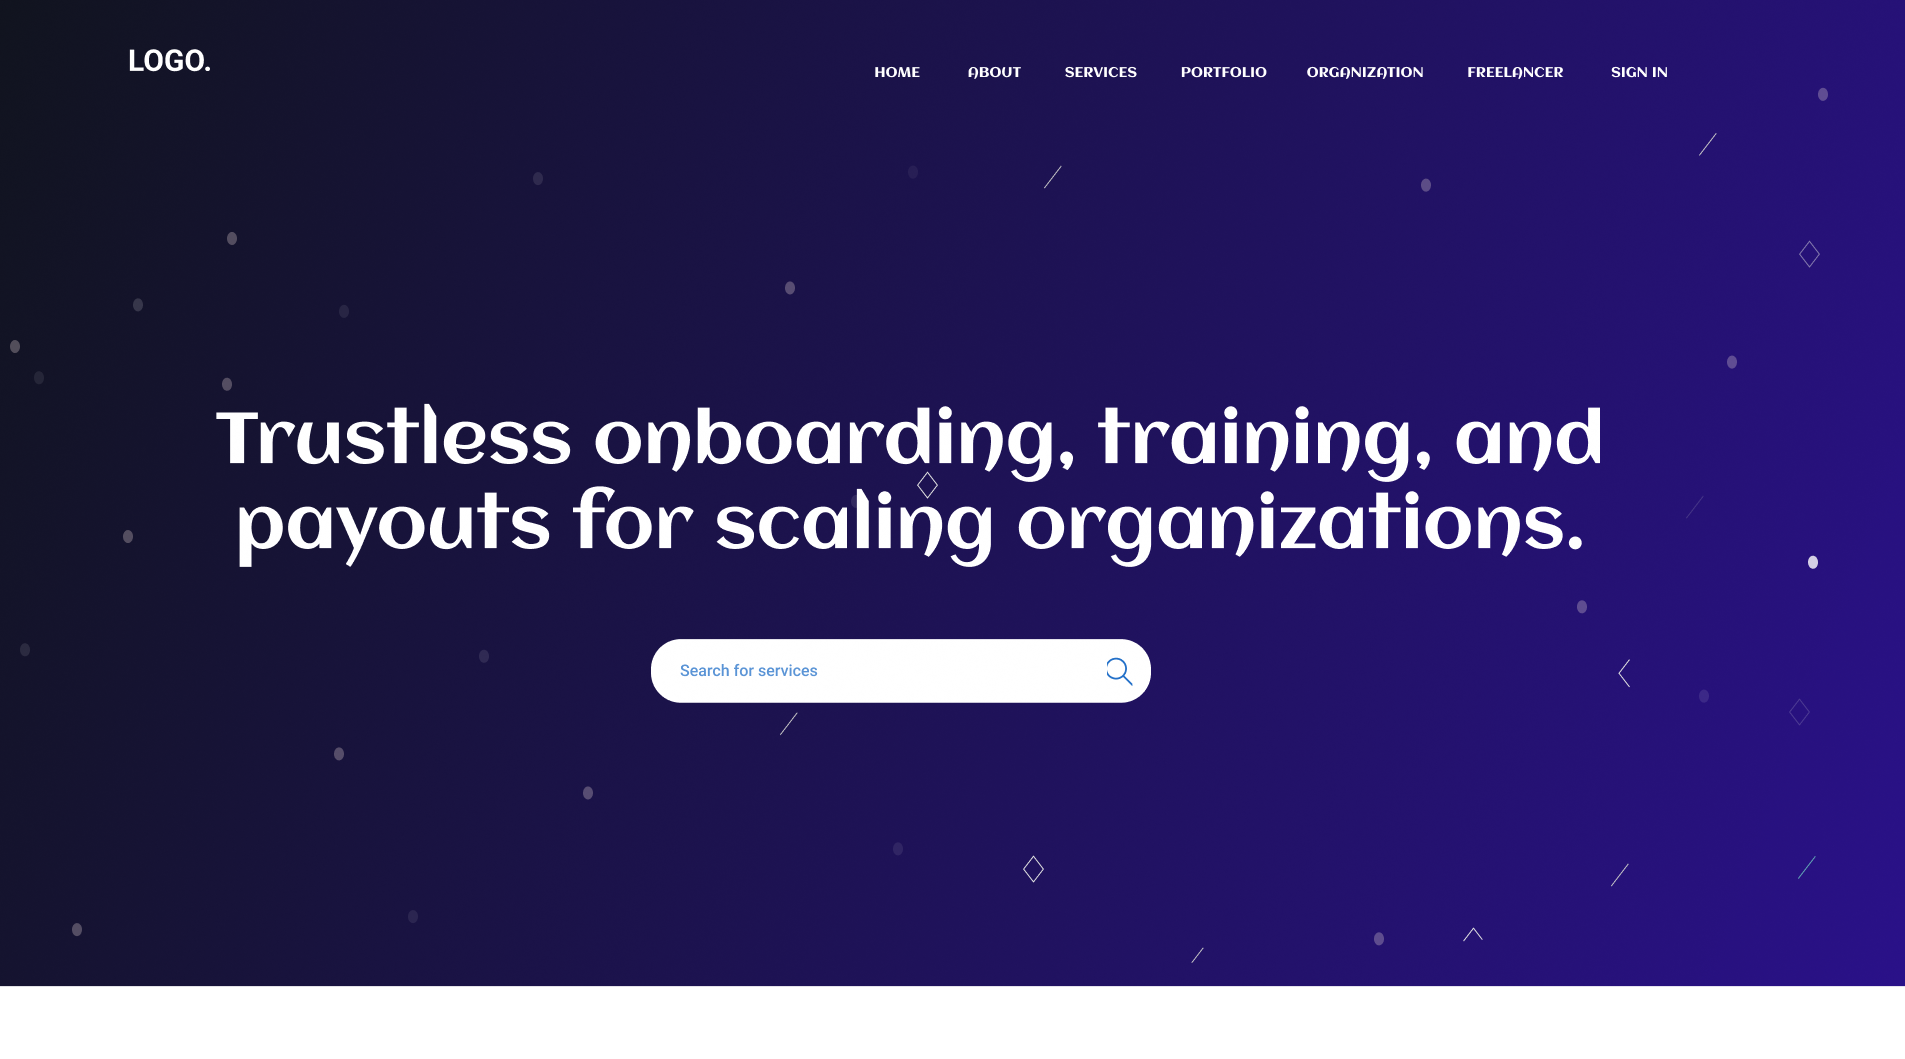 LOGO.
HOME ABOUT SERVICES PORTFOLIO ORGANIZATION FREELANCER SIGN IN
Trustless onboarding, training, and
payouts for scaling organizations.
Search for services